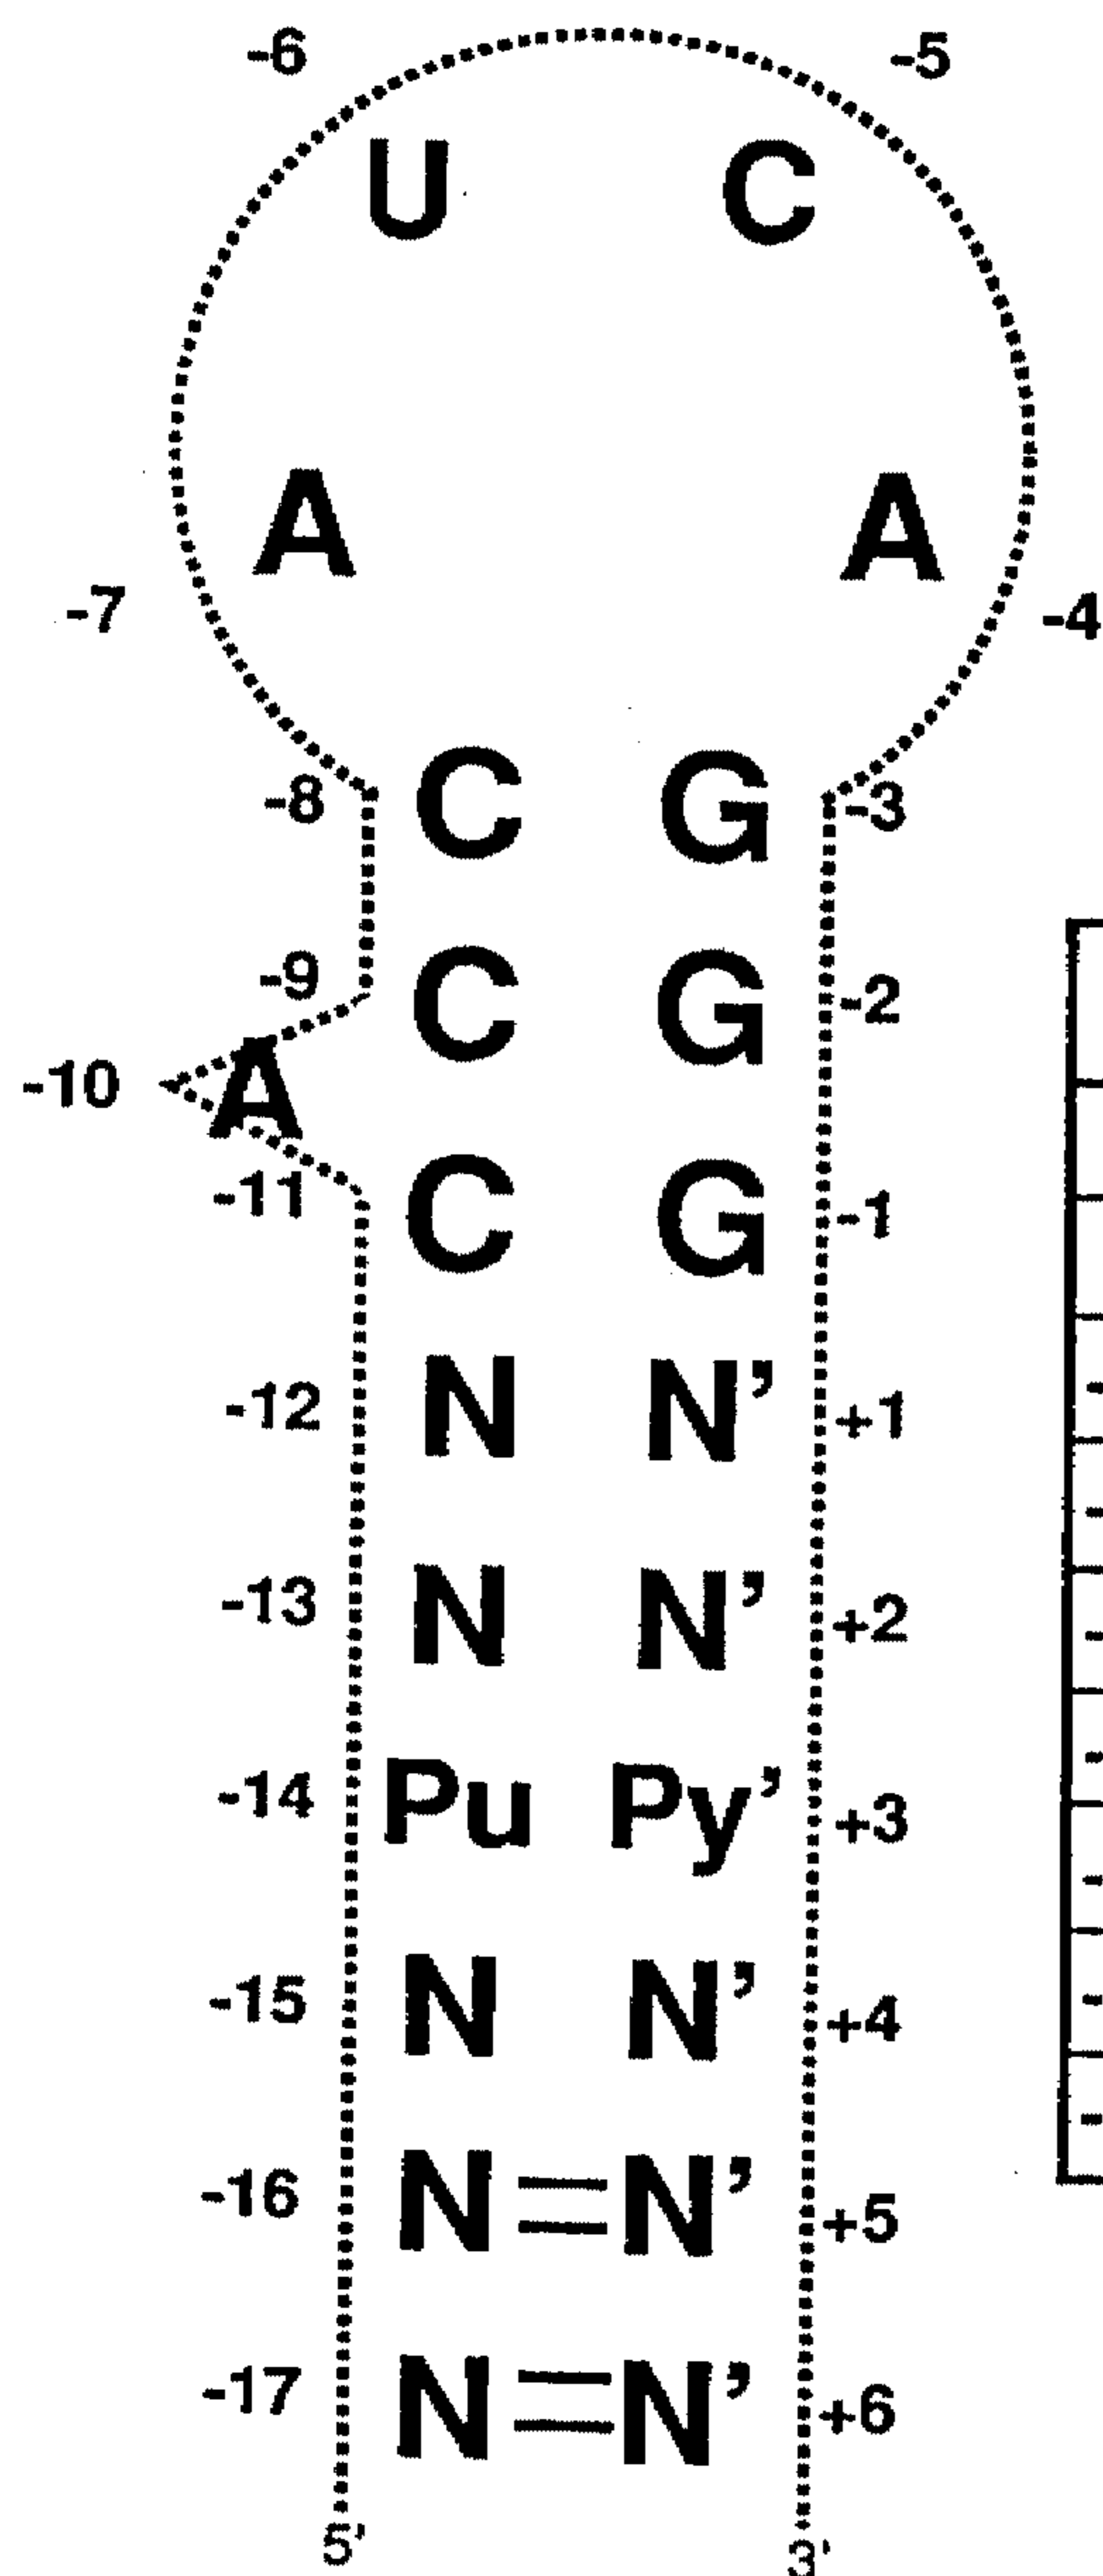 -6 -5
U C
A A
-7 -4
-8 C G -3
-9 C G -2
-10 A
-11 C G -1
-12 N N’ +1
-13 N N’ +2
-14 Pu Py’ +3
-15 N N’ +4
-16 N N’ +5
-17 N N’ +6
5' 3'